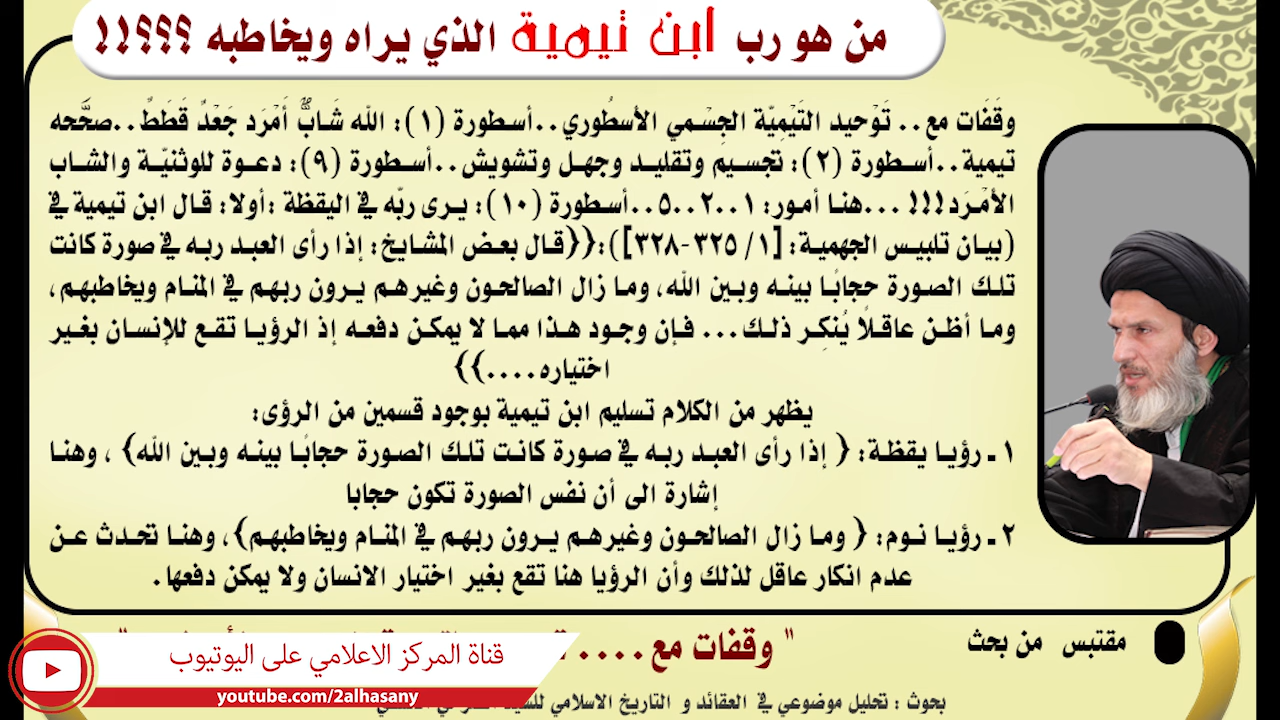 من هو رب ابن تيمية الذي يراه ويخاطبه ؟؟؟!!
وقَفَات مع.. تَوْحيد التَيْمِيّة الجِسْمي الأسطُوري..أسطورة (١): الله شَابٌّ أَمْرَد جَعْدٌ قَطَطٌ..صحَّحه
تيمية..أسطورة (٢): تجسيم وتقليد وجهل وتشويش..أسطورة (٩): دعوة للوثنيّة والشاب
الأمْرَد!!! ...هنا أمور: ١..٢..٥..أسطورة (١٠): يرى ربّه في اليقظة :أولا: قال ابن تيمية في
(بيان تلبيس الجهمية: [١/ ٣٢٥ -٣٢٨]):{{قال بعض المشايخ: إذا رأى العبد ربه في صورة كانت
تلك الصورة حجابًا بينه وبين الله، وما زال الصالحون وغيرهم يرون ربهم في المنام ويخاطبهم،
وما أظن عاقلًا يُنكِر ذلك... فإن وجود هذا مما لا يمكن دفعه إذ الرؤيا تقع للإنسان بغير
اختياره....}}
يظهر من الكلام تسليم ابن تيمية بوجود قسمين من الرؤى:
١ ـ رؤيا يقظة: { إذا رأى العبد ربه في صورة كانت تلك الصورة حجابًا بينه وبين الله} ، وهنا
إشارة الى أن نفس الصورة تكون حجابا
٢ ـ رؤيا نوم: { وما زال الصالحون وغيرهم يرون ربهم في المنام ويخاطبهم}، وهنا تحدث عن
عدم انكار عاقل لذلك وأن الرؤيا هنا تقع بغير اختيار الانسان ولا يمكن دفعها.
مقتبس من بحث
" وقفات مع....
قناة المركز الاعلامي على اليوتيوب
youtube.com/2alhasany
بحوث : تحليل موضوعي في العقائد و التاريخ الاسلامي